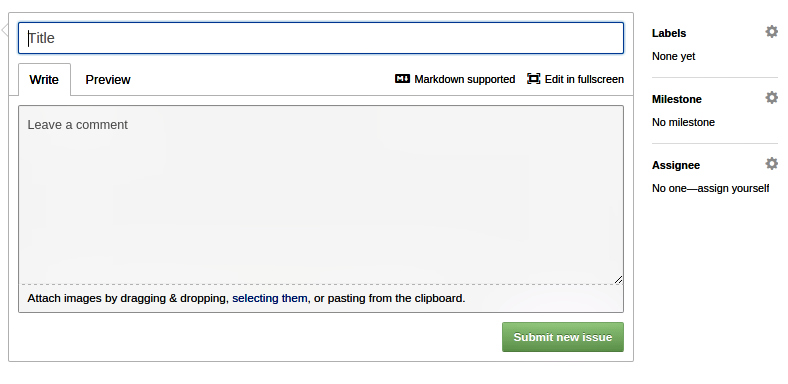 Title
Write Preview Markdown supported Edit in fullscreen
Leave a comment
Attach images by dragging & dropping, selecting them, or pasting from the clipboard.
Submit new issue
Labels
None yet
Milestone
No milestone
Assignee
No one—assign yourself